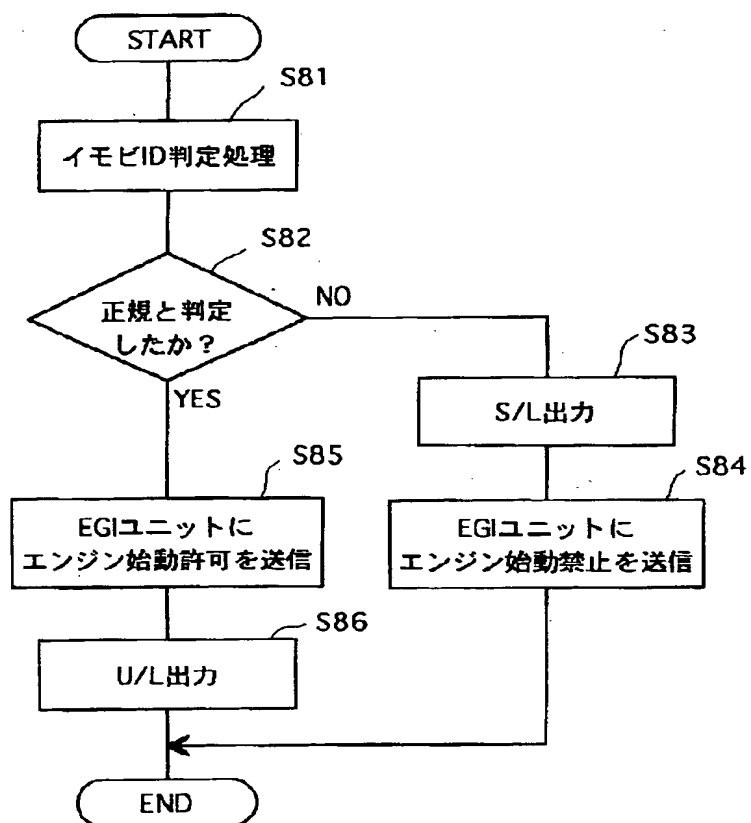 START
S81
イモビID判定処理
S82
正規と判定
したか？
NO
YES
S83
S/L出力
S84
EGIユニットに
エンジン始動禁止を送信
S85
EGIユニットに
エンジン始動許可を送信
S86
U/L出力
END